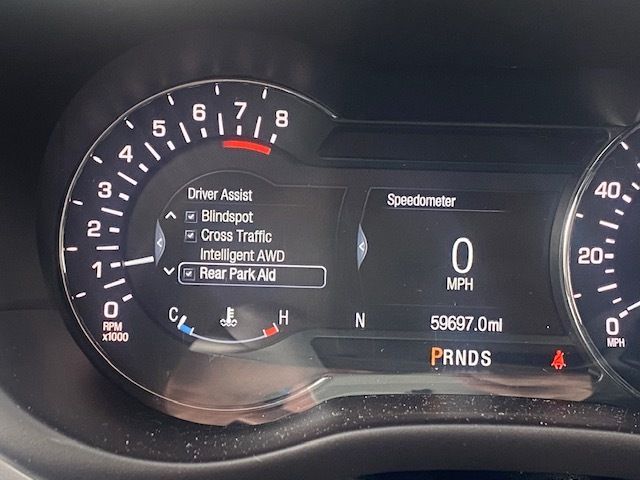 0
1
2
3
4
5
6
7
8
RPM
x1000
Driver Assist
Blindspot
Cross Traffic
Intelligent AWD
Rear Park Aid
C
H
Speedometer
0
MPH
N
59697.0mi
PRNDS
40
20
0
MPH